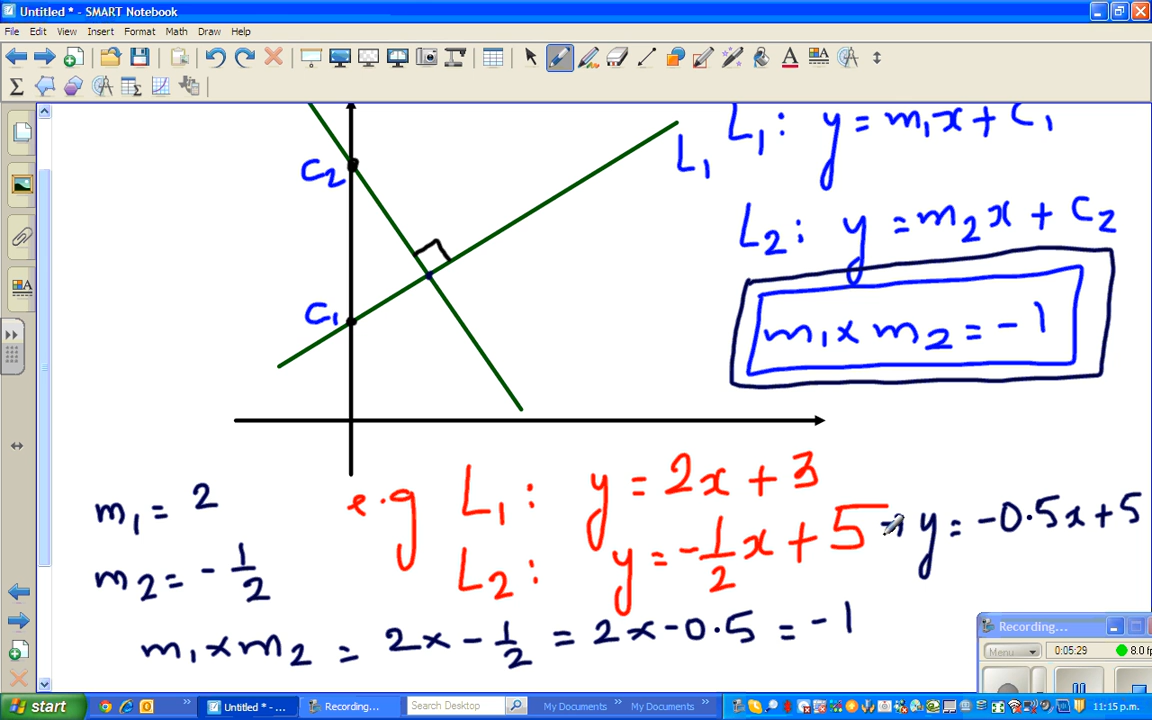 Untitled * - SMART Notebook
File Edit View Insert Format Math Draw Help
L₁: y = m₁x + C₁
C₂
L₁
L₂: y = m₂x + C₂
m₁ x m₂ = -1
C₁
e.g L₁: y = 2x + 3
m₁ = 2
L₂: y = -1/2 x + 5 → y = -0.5x + 5
m₂ = -1/2
m₁ x m₂ = 2 x -1/2 = 2 x -0.5 = -1
Recording...
Menu 0:05:29 8.0 f
start Untitled * - ... Recording... Search Desktop My Documents My Documents 11:15 p.m.